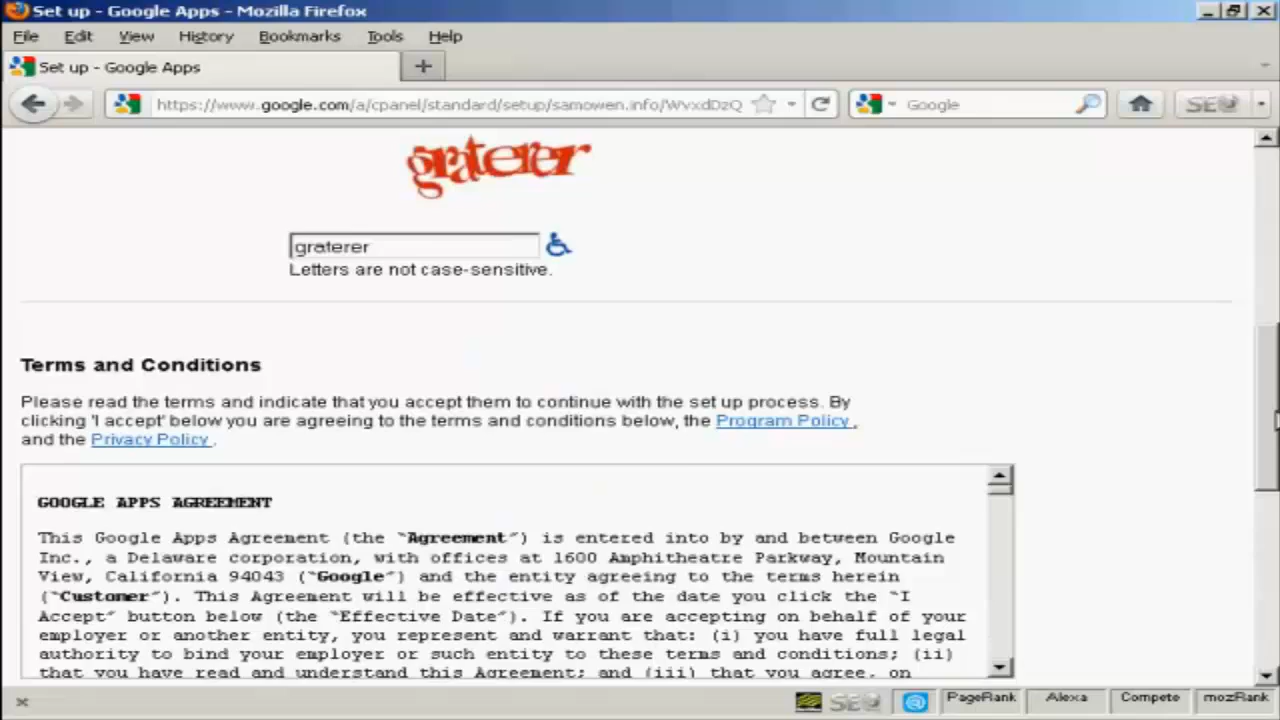 Set up - Google Apps - Mozilla Firefox
File Edit View History Bookmarks Tools Help
Set up - Google Apps
https://www.google.com/a/cpanel/standard/setup/samowen.info/WvxdDzQ Google SEO
graterer
graterer
Letters are not case-sensitive.
Terms and Conditions
Please read the terms and indicate that you accept them to continue with the set up process. By
clicking 'I accept' below you are agreeing to the terms and conditions below, the Program Policy ,
and the Privacy Policy .
GOOGLE APPS AGREEMENT
This Google Apps Agreement (the “Agreement”) is entered into by and between Google
Inc., a Delaware corporation, with offices at 1600 Amphitheatre Parkway, Mountain
View, California 94043 (“Google”) and the entity agreeing to the terms herein
(“Customer”). This Agreement will be effective as of the date you click the “I
Accept” button below (the “Effective Date”). If you are accepting on behalf of your
employer or another entity, you represent and warrant that: (i) you have full legal
authority to bind your employer or such entity to these terms and conditions; (ii)
that you have read and understand this Agreement; and (iii) that you agree, on
SEO PageRank Alexa Compete mozRank